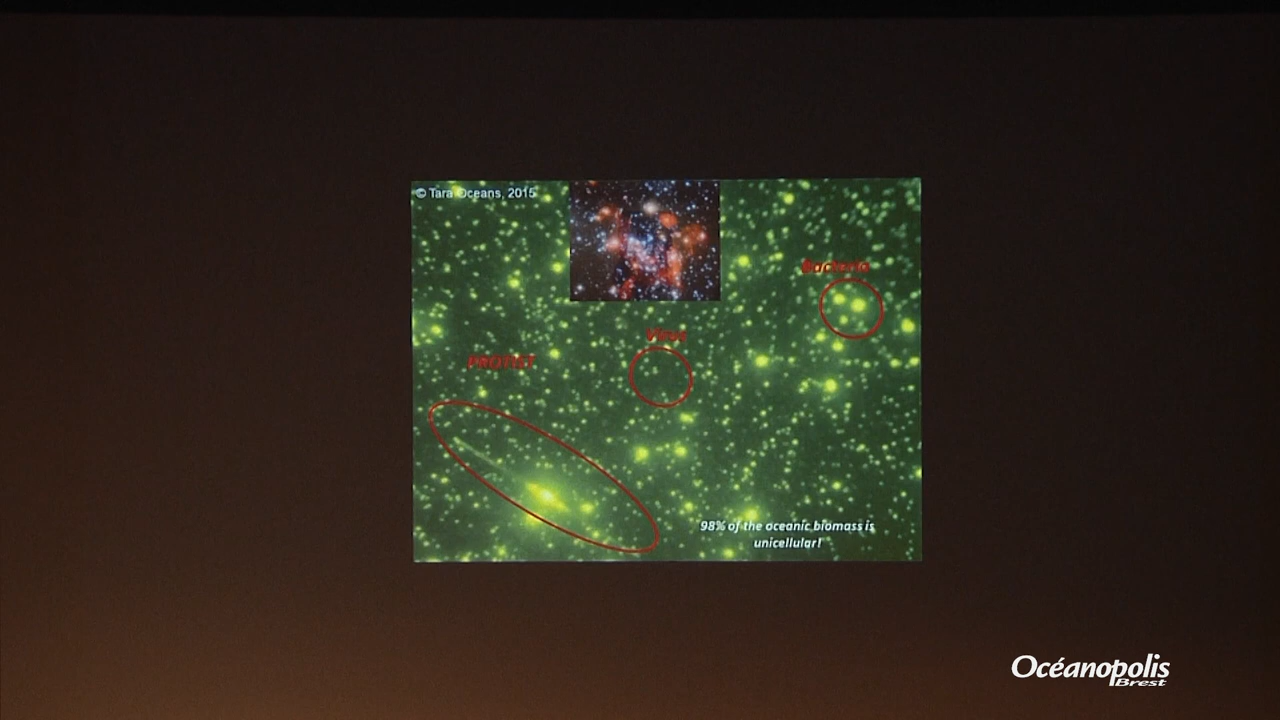 © Tara Oceans, 2015
Bacteria
Virus
PROTIST
98% of the oceanic biomass is
unicellular!
Océanopolis
Brest